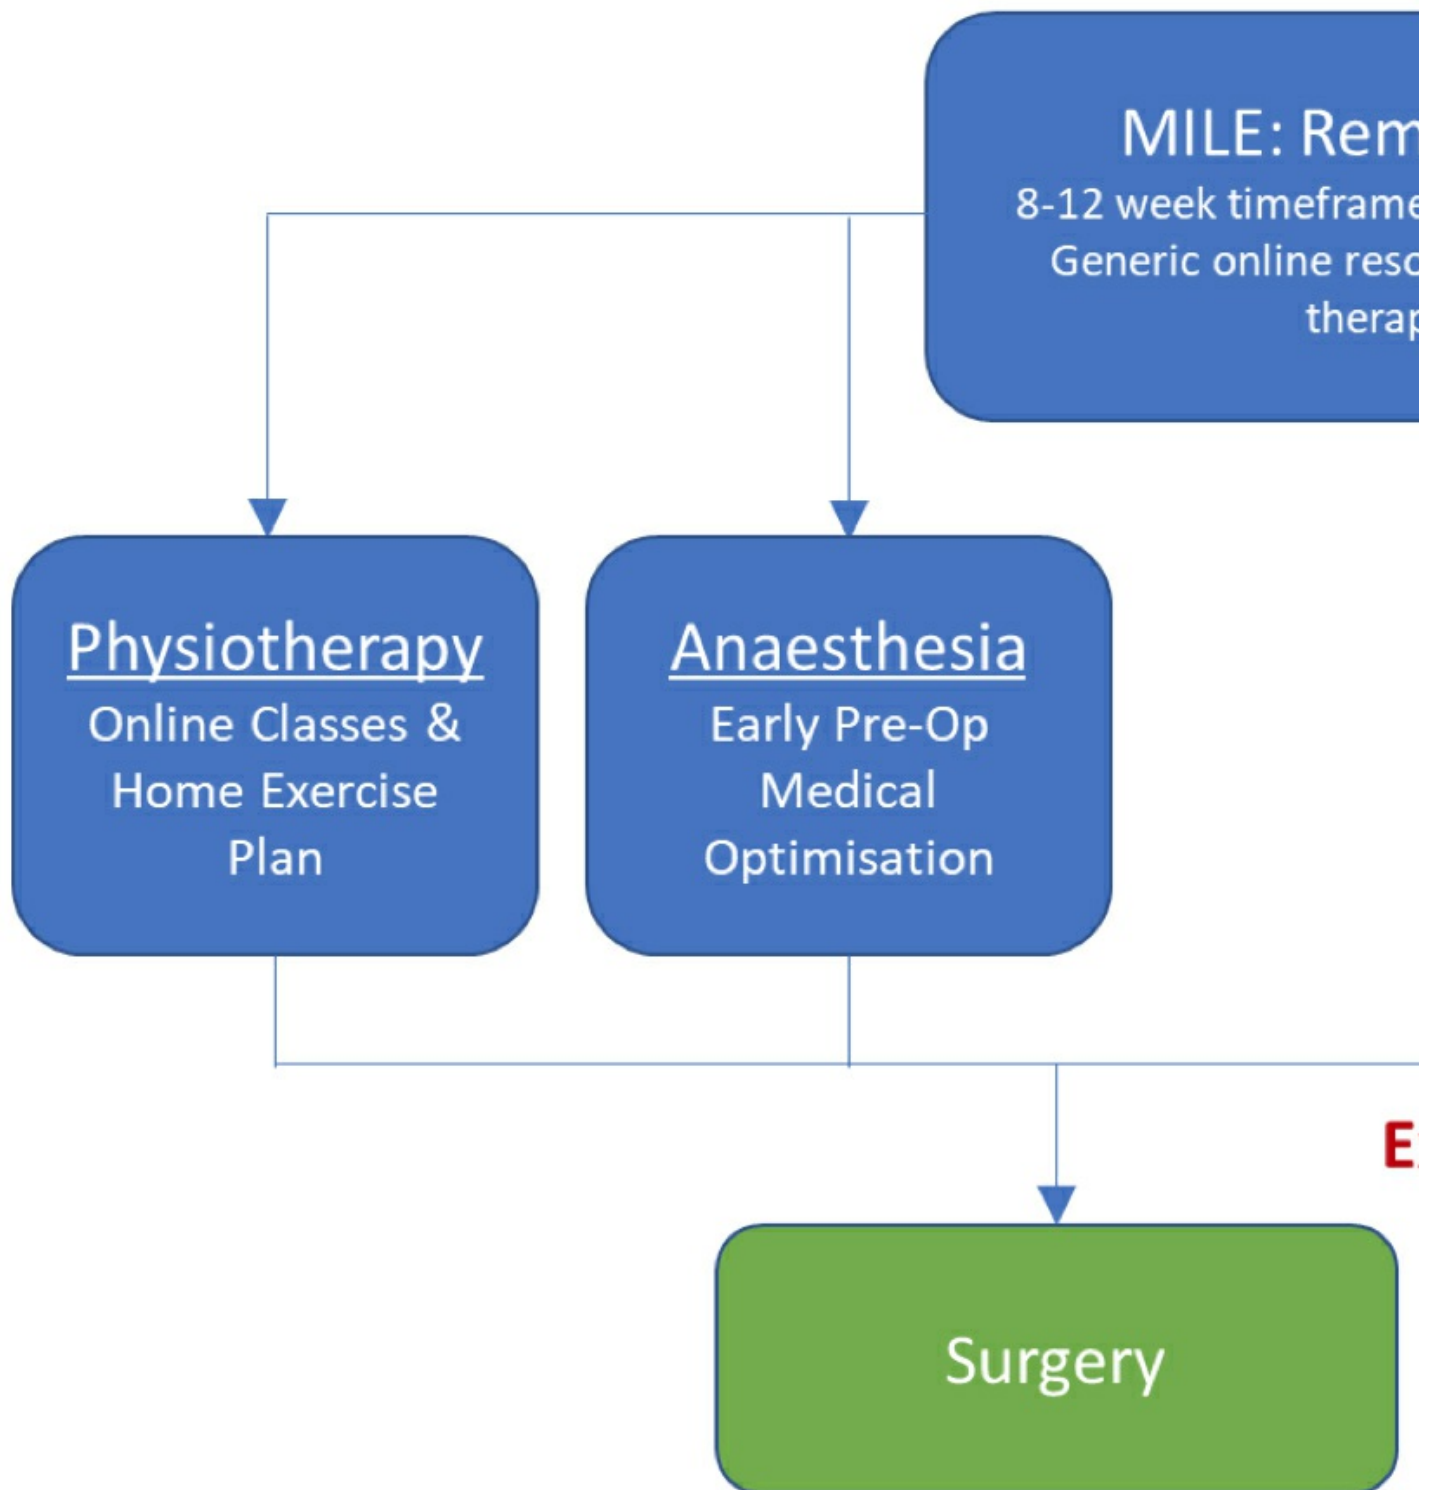 MILE: Rem
8-12 week timeframe
Generic online reso
therap
Physiotherapy
Online Classes &
Home Exercise
Plan
Anaesthesia
Early Pre-Op
Medical
Optimisation
E
Surgery